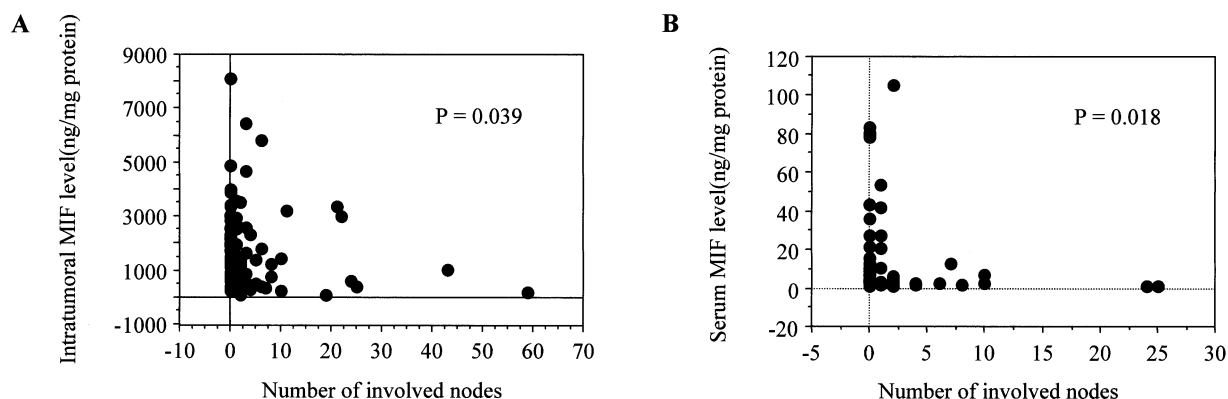 A
Intratumoral MIF level(ng/mg protein)
9000
7000
5000
3000
1000
-1000
P = 0.039
-10 0 10 20 30 40 50 60 70
Number of involved nodes
B
Serum MIF level(ng/mg protein)
120
100
80
60
40
20
0
-20
P = 0.018
-5 0 5 10 15 20 25 30
Number of involved nodes